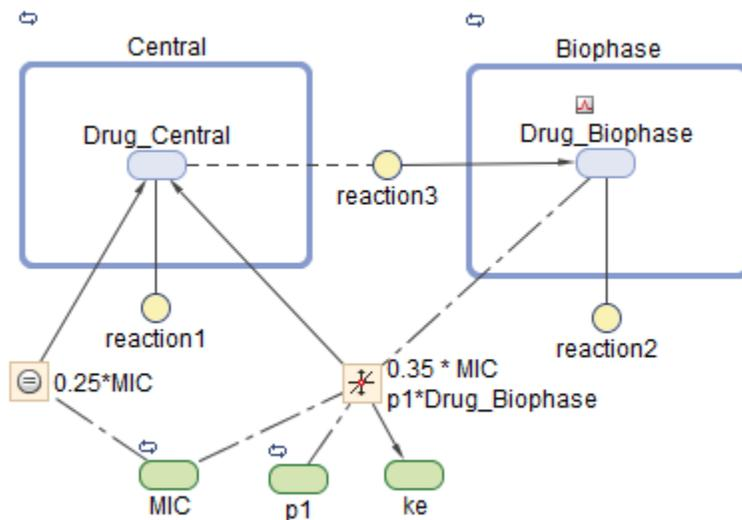 Central
Biophase
Drug_Central
Drug_Biophase
reaction3
reaction1
reaction2
0.25*MIC
0.35 * MIC
p1*Drug_Biophase
MIC
p1
ke